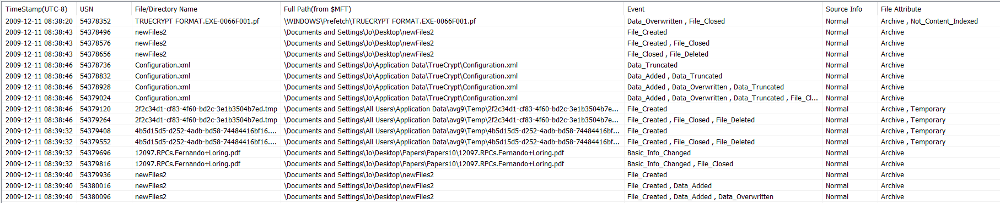 TimeStamp(UTC-8) USN File/Directory Name Full Path(from $MFT) Event Source Info File Attribute
2009-12-11 08:38:20 54378352 TRUECRYPT FORMAT.EXE-0066F001.pf \WINDOWS\Prefetch\TRUECRYPT FORMAT.EXE-0066F001.pf Data_Overwritten , File_Closed Normal Archive , Not_Content_Indexed
2009-12-11 08:38:43 54378496 newFiles2 \Documents and Settings\Jo\Desktop\newFiles2 File_Created Normal Archive
2009-12-11 08:38:43 54378576 newFiles2 \Documents and Settings\Jo\Desktop\newFiles2 File_Created , File_Closed Normal Archive
2009-12-11 08:38:43 54378656 newFiles2 \Documents and Settings\Jo\Desktop\newFiles2 File_Closed , File_Deleted Normal Archive
2009-12-11 08:38:46 54378736 Configuration.xml \Documents and Settings\Jo\Application Data\TrueCrypt\Configuration.xml Data_Truncated Normal Archive
2009-12-11 08:38:46 54378832 Configuration.xml \Documents and Settings\Jo\Application Data\TrueCrypt\Configuration.xml Data_Added , Data_Truncated Normal Archive
2009-12-11 08:38:46 54378928 Configuration.xml \Documents and Settings\Jo\Application Data\TrueCrypt\Configuration.xml Data_Added , Data_Overwritten , Data_Truncated Normal Archive
2009-12-11 08:38:46 54379024 Configuration.xml \Documents and Settings\Jo\Application Data\TrueCrypt\Configuration.xml Data_Added , Data_Overwritten , Data_Truncated , File_Cl... Normal Archive
2009-12-11 08:38:46 54379120 2f2c34d1-cf83-4f60-bd2c-3e1b3504b7ed.tmp \Documents and Settings\All Users\Application Data\avg9\Temp\2f2c34d1-cf83-4f60-bd2c-3e1b3504b7e... File_Created Normal Archive , Temporary
2009-12-11 08:38:46 54379264 2f2c34d1-cf83-4f60-bd2c-3e1b3504b7ed.tmp \Documents and Settings\All Users\Application Data\avg9\Temp\2f2c34d1-cf83-4f60-bd2c-3e1b3504b7e... File_Created , File_Closed , File_Deleted Normal Archive , Temporary
2009-12-11 08:39:32 54379408 4b5d15d5-d252-4adb-bd58-74484416bf16.... \Documents and Settings\All Users\Application Data\avg9\Temp\4b5d15d5-d252-4adb-bd58-74484416bf... File_Created Normal Archive , Temporary
2009-12-11 08:39:32 54379552 4b5d15d5-d252-4adb-bd58-74484416bf16.... \Documents and Settings\All Users\Application Data\avg9\Temp\4b5d15d5-d252-4adb-bd58-74484416bf... File_Created , File_Closed , File_Deleted Normal Archive , Temporary
2009-12-11 08:39:32 54379696 12097.RPCs.Fernando+Loring.pdf \Documents and Settings\Jo\Desktop\Papers\Papers10\12097.RPCs.Fernando+Loring.pdf Basic_Info_Changed Normal Archive
2009-12-11 08:39:32 54379816 12097.RPCs.Fernando+Loring.pdf \Documents and Settings\Jo\Desktop\Papers\Papers10\12097.RPCs.Fernando+Loring.pdf Basic_Info_Changed , File_Closed Normal Archive
2009-12-11 08:39:40 54379936 newFiles2 \Documents and Settings\Jo\Desktop\newFiles2 File_Created Normal Archive
2009-12-11 08:39:40 54380016 newFiles2 \Documents and Settings\Jo\Desktop\newFiles2 File_Created , Data_Added Normal Archive
2009-12-11 08:39:40 54380096 newFiles2 \Documents and Settings\Jo\Desktop\newFiles2 File_Created , Data_Added , Data_Overwritten Normal Archive